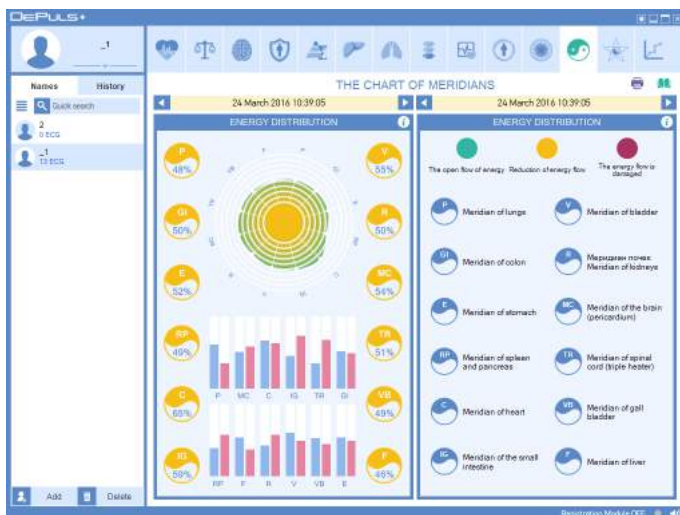 DEPULS+
_1
Names
History
Quick search
2
0 ECG
_1
13 ECG
Add
Delete
THE CHART OF MERIDIANS
24 March 2016 10:39:05
24 March 2016 10:39:05
ENERGY DISTRIBUTION
P
48%
GI
50%
E
52%
RP
49%
C
IG
V
55%
R
50%
MC
54%
TR
51%
VB
49%
F
46%
P MC C IG TR GI
RP F R V VB E
ENERGY DISTRIBUTION
The open flow of energy
Reduction of energy flow
The energy flow is
damaged
P
Meridian of lungs
V
Meridian of bladder
GI
Meridian of colon
R
Меридиан почек
Meridian of kidneys
E
Meridian of stomach
MC
Meridian of the brain
(pericardium)
RP
Meridian of spleen
and pancreas
TR
Meridian of spinal
cord (triple heater)
C
Meridian of heart
VB
Meridian of gall
bladder
IG
Meridian of the small
intestine
F
Meridian of liver
Registration Module OFF